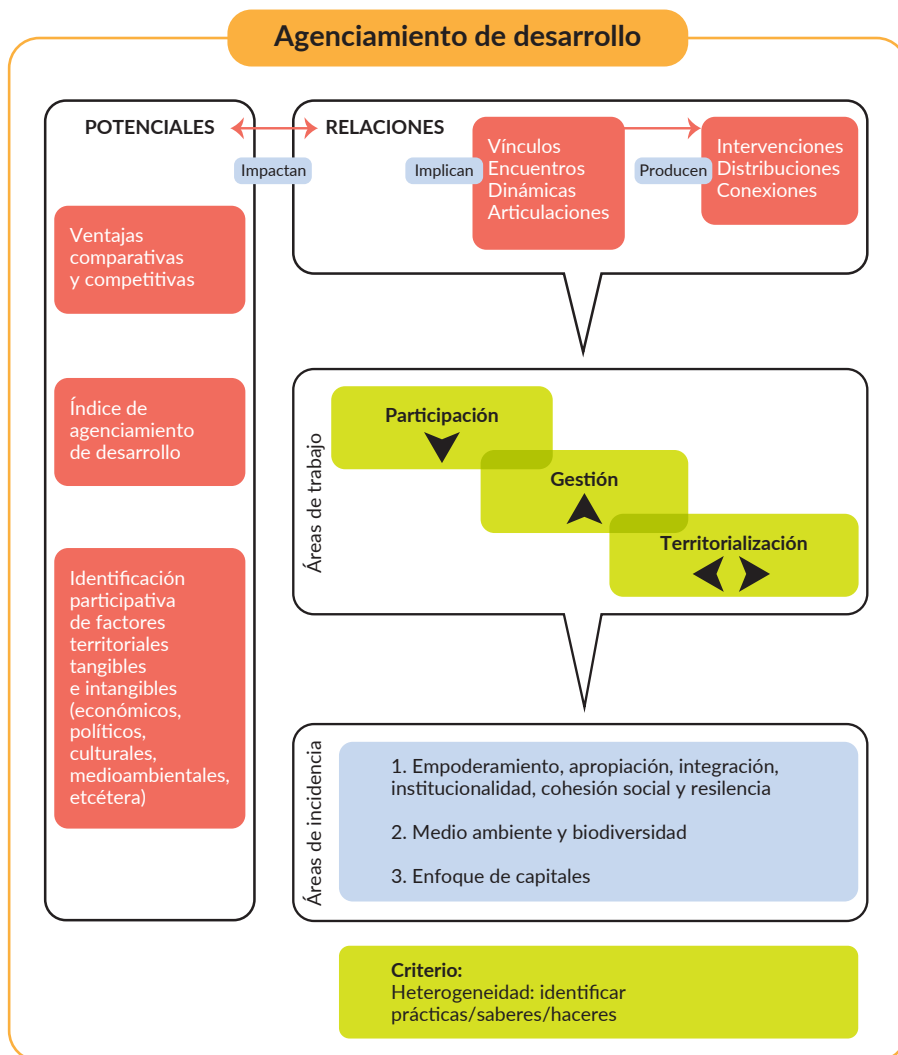 Agenciamiento de desarrollo
POTENCIALES
Impactan
Ventajas
comparativas
y competitivas
Índice de
agenciamiento
de desarrollo
Identificación
participativa
de factores
territoriales
tangibles
e intangibles
(económicos,
políticos,
culturales,
medioambientales,
etcétera)
RELACIONES
Implican
Vínculos
Encuentros
Dinámicas
Articulaciones
Producen
Intervenciones
Distribuciones
Conexiones
Áreas de trabajo
Participación
Gestión
Territorialización
Áreas de incidencia
1. Empoderamiento, apropiación, integración,
institucionalidad, cohesión social y resilencia
2. Medio ambiente y biodiversidad
3. Enfoque de capitales
Criterio:
Heterogeneidad: identificar
prácticas/saberes/haceres